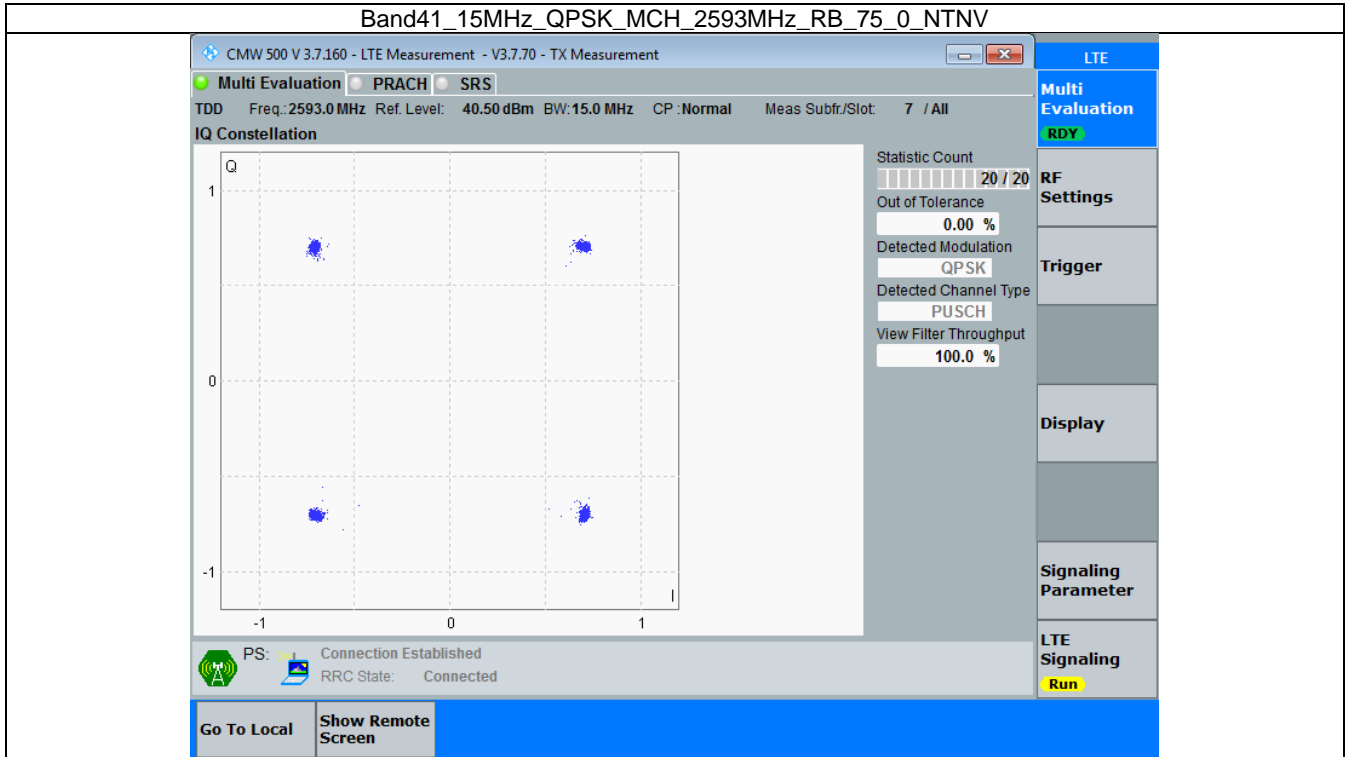 Band41_15MHz_QPSK_MCH_2593MHz_RB_75_0_NTNV
CMW 500 V 3.7.160 - LTE Measurement - V3.7.70 - TX Measurement
LTE
Multi Evaluation PRACH SRS
Multi
Evaluation
RDY
TDD Freq.: 2593.0 MHz Ref. Level: 40.50 dBm BW: 15.0 MHz CP : Normal Meas Subfr./Slot: 7 / All
IQ Constellation
Q
1
0
-1
I
-1 0 1
Statistic Count
20 / 20
Out of Tolerance
0.00 %
Detected Modulation
QPSK
Detected Channel Type
PUSCH
View Filter Throughput
100.0 %
RF
Settings
Trigger
Display
Signaling
Parameter
LTE
Signaling
Run
PS: Connection Established
RRC State: Connected
Go To Local
Show Remote
Screen